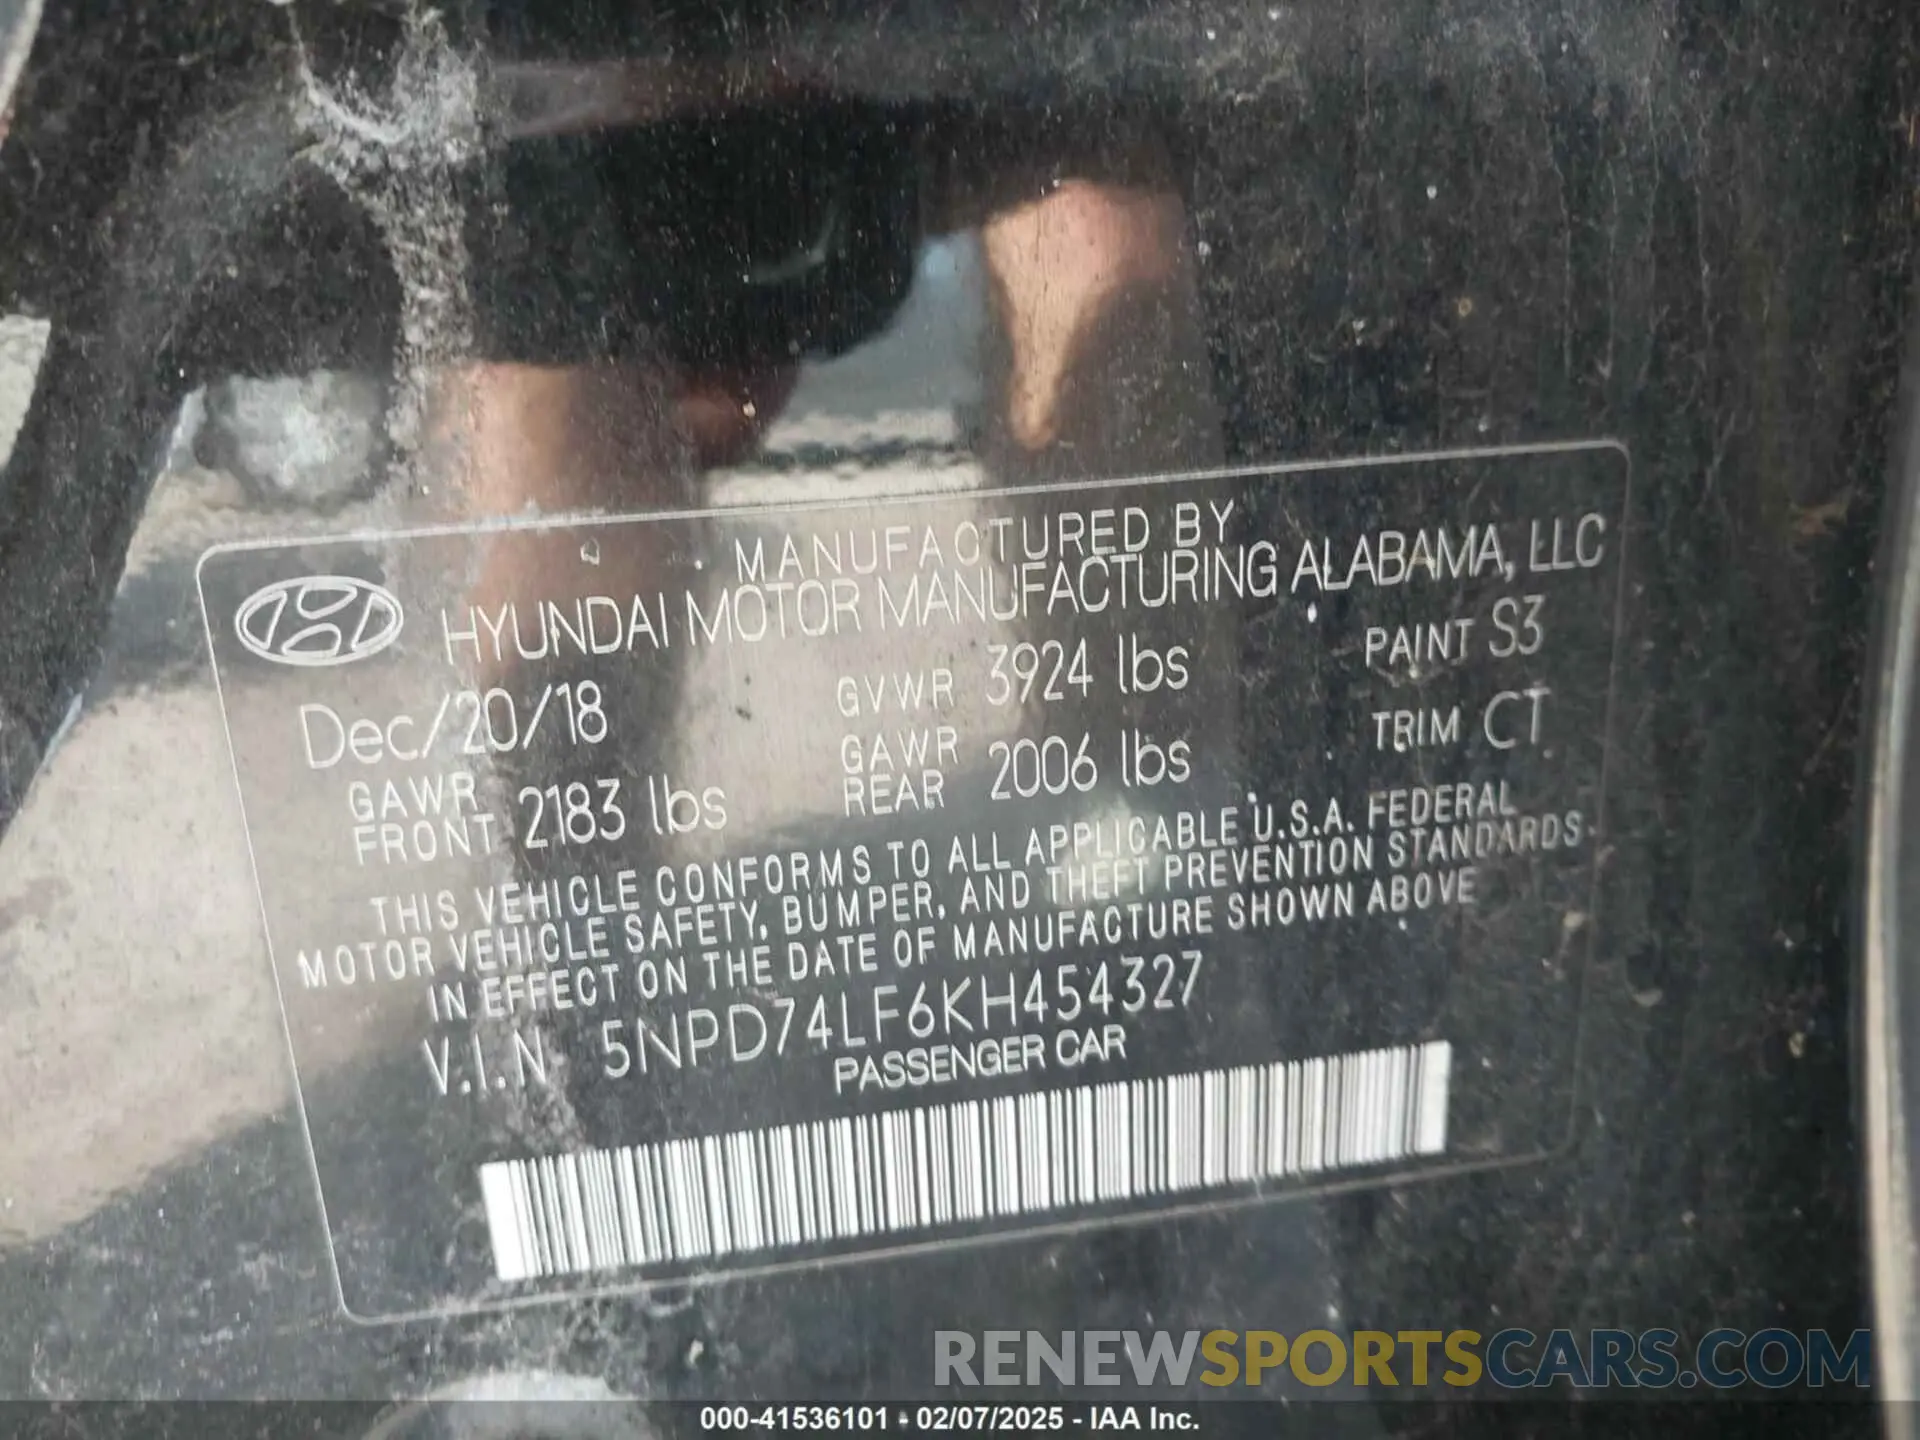 MANUFACTURED BY
HYUNDAI MOTOR MANUFACTURING ALABAMA, LLC
Dec/20/18 GVWR 3924 lbs PAINT S3
GAWR FRONT 2183 lbs GAWR REAR 2006 lbs TRIM CT
THIS VEHICLE CONFORMS TO ALL APPLICABLE U.S.A. FEDERAL
MOTOR VEHICLE SAFETY, BUMPER, AND THEFT PREVENTION STANDARDS
IN EFFECT ON THE DATE OF MANUFACTURE SHOWN ABOVE
V.I.N 5NPD74LF6KH454327
PASSENGER CAR
RENEWSPORTSCARS.COM
000-41536101 - 02/07/2025 - IAA Inc.